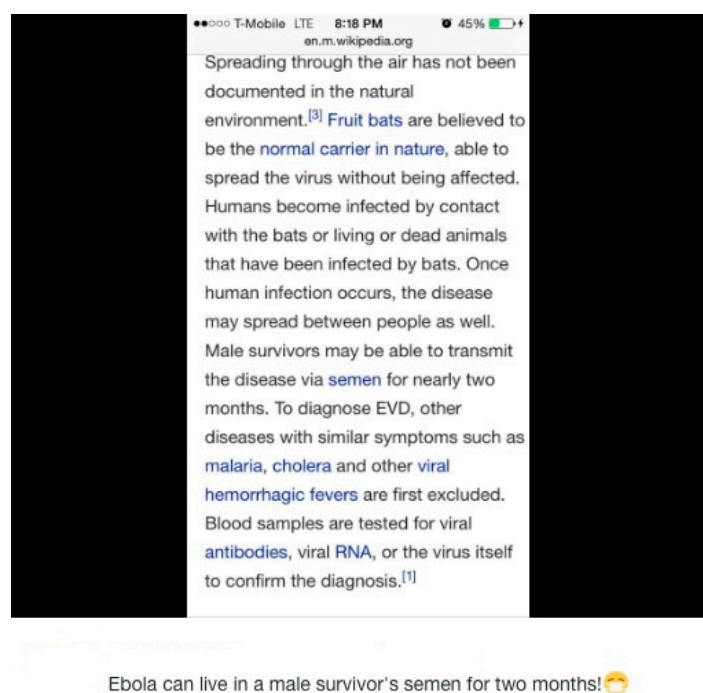 ●●○○○ T-Mobile LTE 8:18 PM 45%
en.m.wikipedia.org
Spreading through the air has not been
documented in the natural
environment.[3] Fruit bats are believed to
be the normal carrier in nature, able to
spread the virus without being affected.
Humans become infected by contact
with the bats or living or dead animals
that have been infected by bats. Once
human infection occurs, the disease
may spread between people as well.
Male survivors may be able to transmit
the disease via semen for nearly two
months. To diagnose EVD, other
diseases with similar symptoms such as
malaria, cholera and other viral
hemorrhagic fevers are first excluded.
Blood samples are tested for viral
antibodies, viral RNA, or the virus itself
to confirm the diagnosis.[1]
Ebola can live in a male survivor's semen for two months!😷